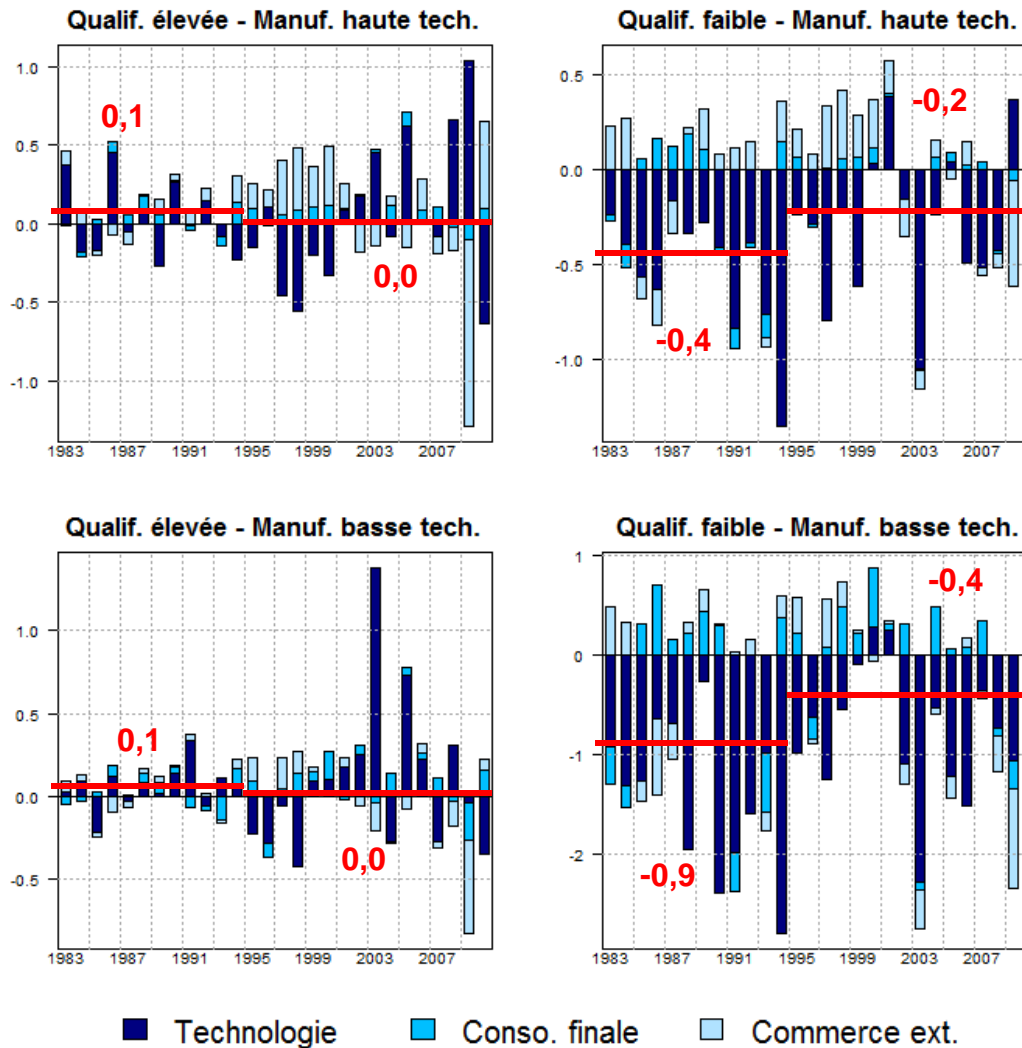 Qualif. élevée - Manuf. haute tech.
1.0
0.5
0.0
-0.5
-1.0
0,1
0,0
1983 1987 1991 1995 1999 2003 2007
Qualif. faible - Manuf. haute tech.
0.5
0.0
-0.5
-1.0
-0,2
-0,4
1983 1987 1991 1995 1999 2003 2007
Qualif. élevée - Manuf. basse tech.
1.0
0.5
0.0
-0.5
0,1
0,0
1983 1987 1991 1995 1999 2003 2007
Qualif. faible - Manuf. basse tech.
1
0
-1
-2
-0,4
-0,9
1983 1987 1991 1995 1999 2003 2007
Technologie Conso. finale Commerce ext.